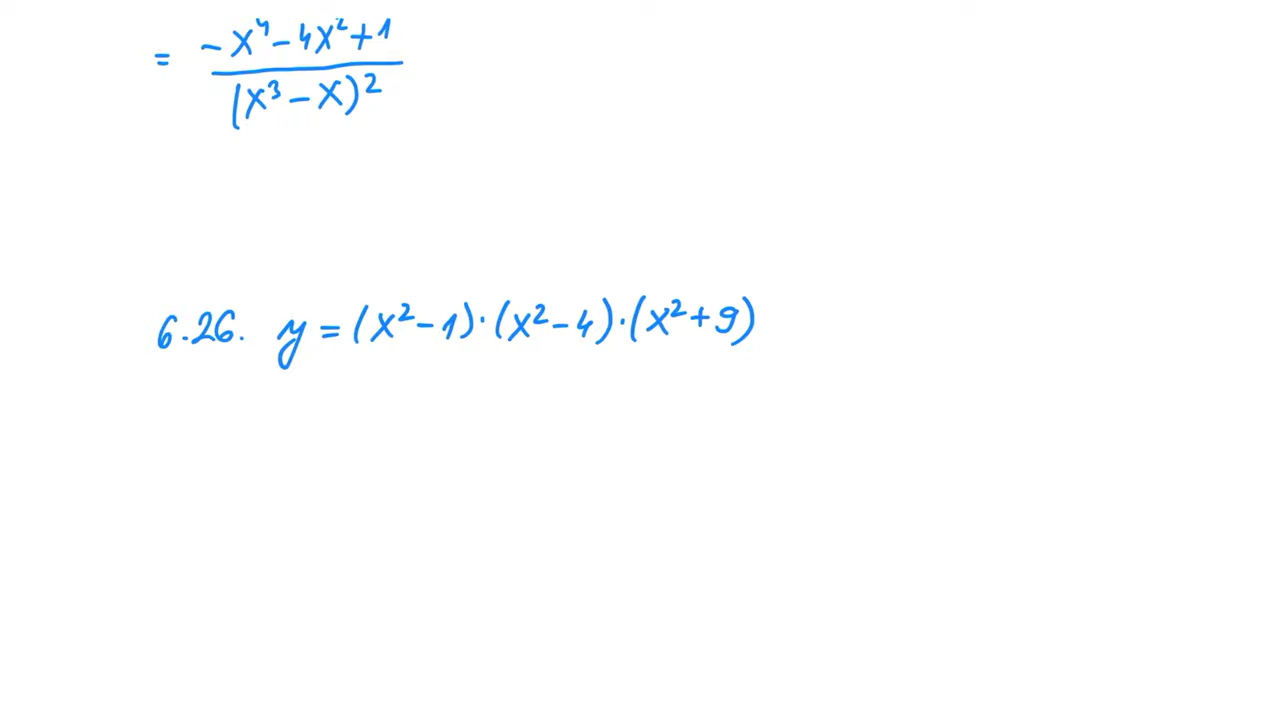 = (-x⁴ - 4x² + 1) / (x³ - x)²
6.26. y = (x² - 1)·(x² - 4)·(x² + 9)